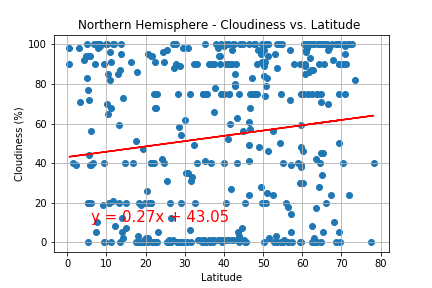 Northern Hemisphere - Cloudiness vs. Latitude
100
80
60
40
20
0
Cloudiness (%)
y = 0.27x + 43.05
0 10 20 30 40 50 60 70 80
Latitude